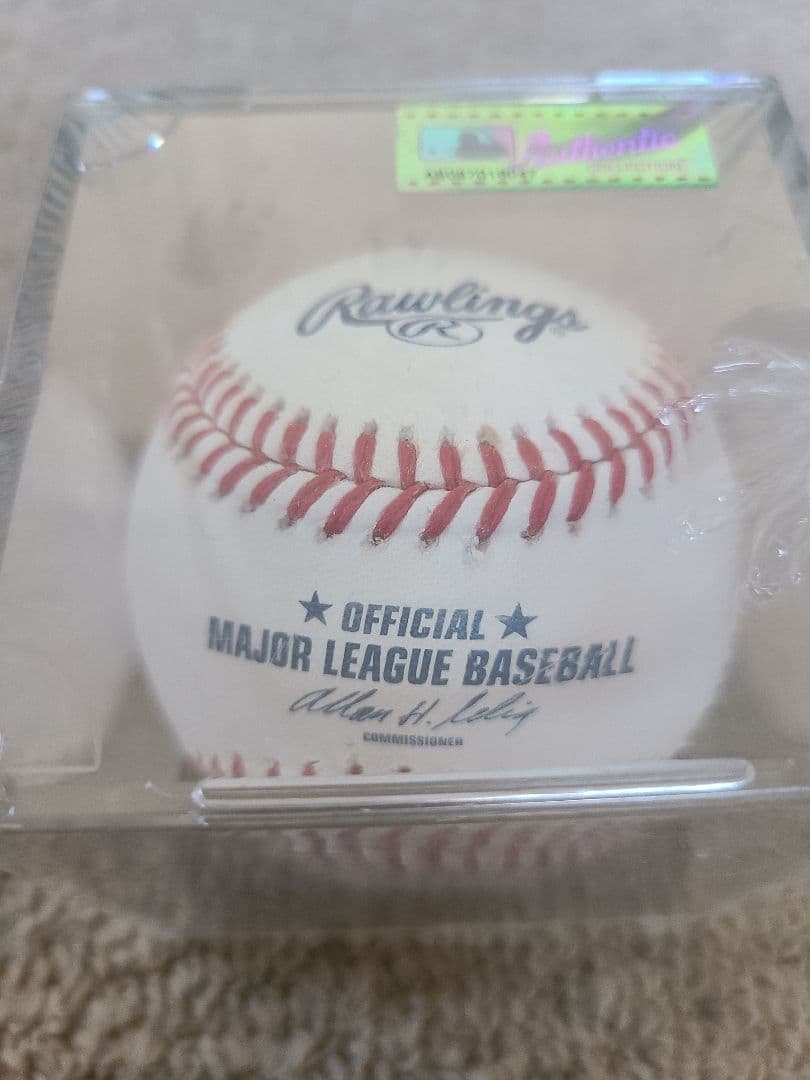 Authentic
Rawlings
R
★ OFFICIAL ★
MAJOR LEAGUE BASEBALL
Allan H. Selig
COMMISSIONER